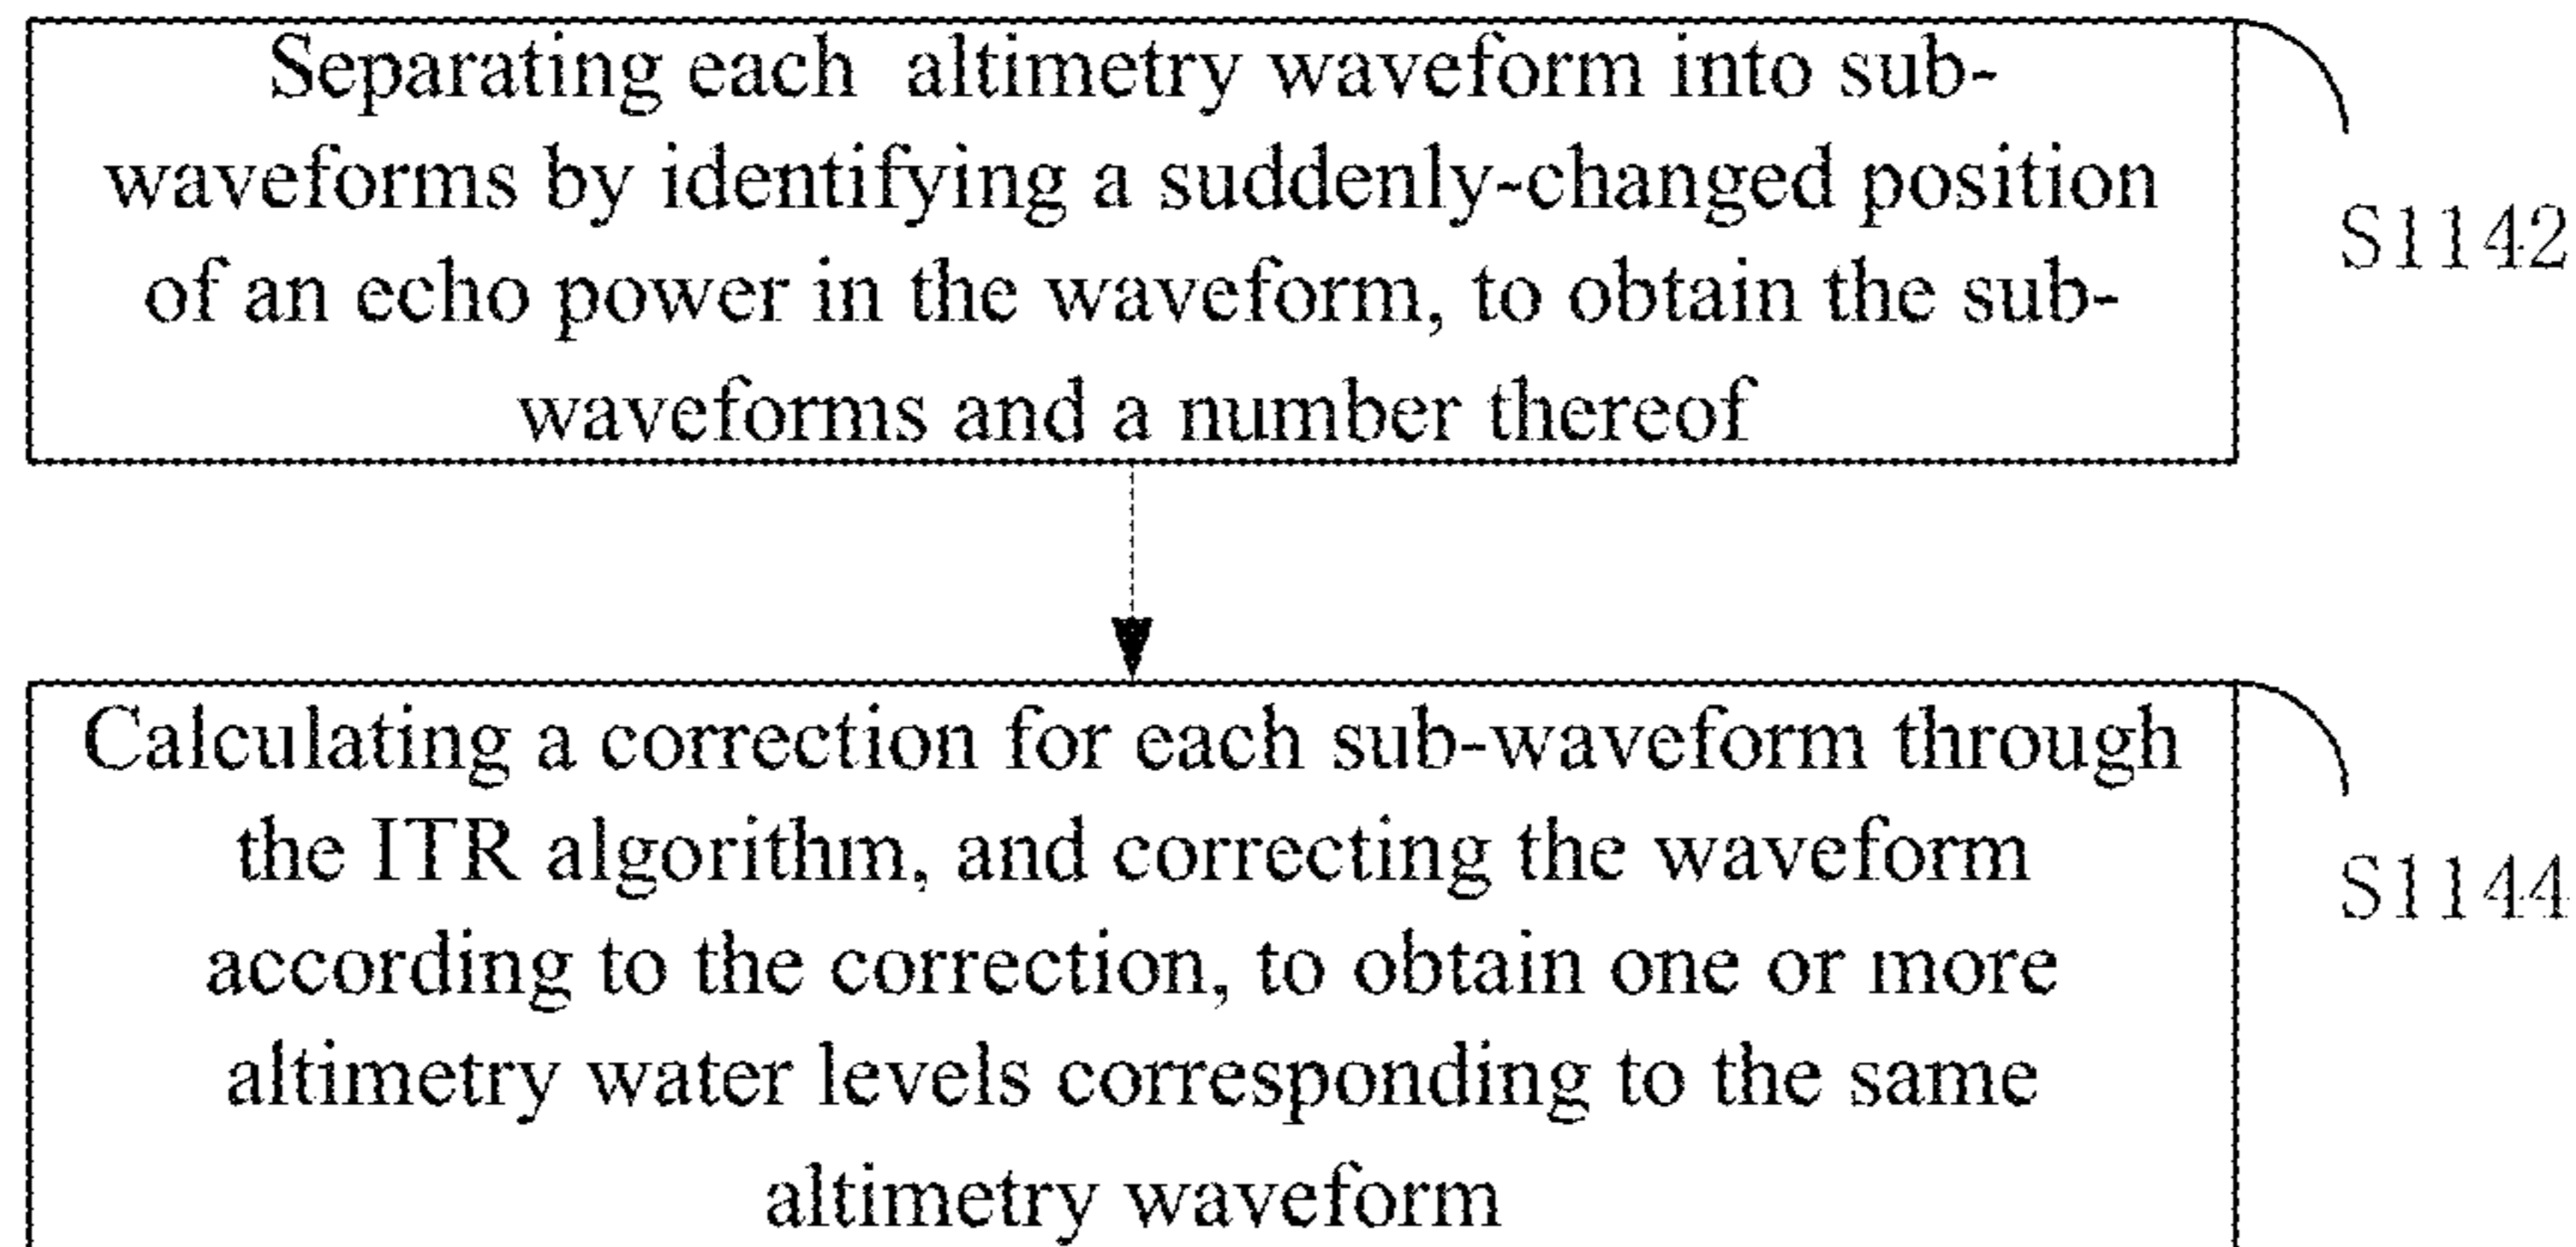 Separating each altimetry waveform into sub-
waveforms by identifying a suddenly-changed position
of an echo power in the waveform, to obtain the sub-
waveforms and a number thereof
S1142
Calculating a correction for each sub-waveform through
the ITR algorithm, and correcting the waveform
according to the correction, to obtain one or more
altimetry water levels corresponding to the same
altimetry waveform
S1144